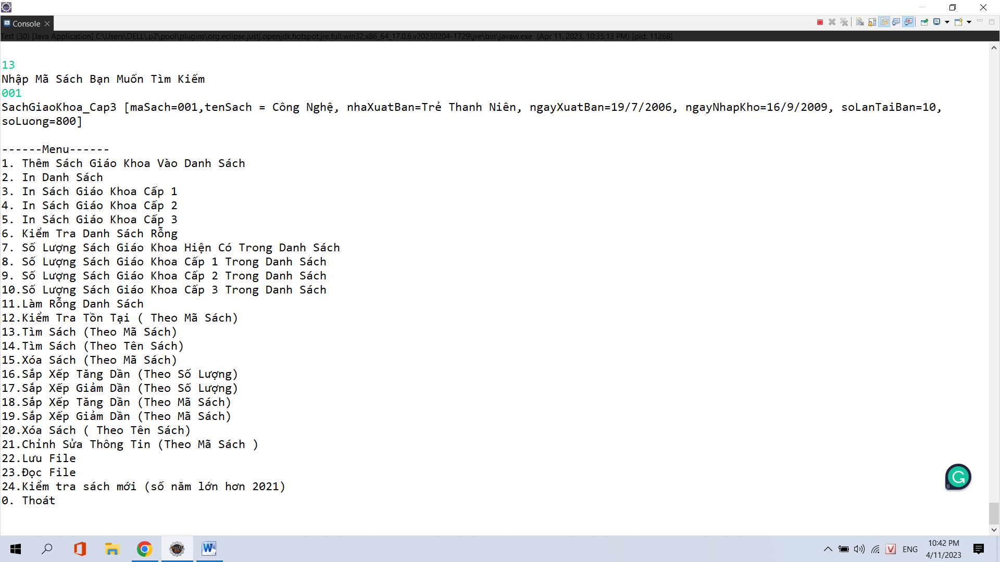 Console
Test (30) [Java Application] C:\Users\DELL\.p2\pool\plugins\org.eclipse.justj.openjdk.hotspot.jre.full.win32.x86_64_17.0.6.v20230204-1729\jre\bin\javaw.exe (Apr 11, 2023, 10:35:13 PM) [pid: 11268]
13
Nhập Mã Sách Bạn Muốn Tìm Kiếm
001
SachGiaoKhoa_Cap3 [maSach=001,tenSach = Công Nghệ, nhaXuatBan=Trẻ Thanh Niên, ngayXuatBan=19/7/2006, ngayNhapKho=16/9/2009, soLanTaiBan=10,
soLuong=800]
------Menu------
1. Thêm Sách Giáo Khoa Vào Danh Sách
2. In Danh Sách
3. In Sách Giáo Khoa Cấp 1
4. In Sách Giáo Khoa Cấp 2
5. In Sách Giáo Khoa Cấp 3
6. Kiểm Tra Danh Sách Rỗng
7. Số Lượng Sách Giáo Khoa Hiện Có Trong Danh Sách
8. Số Lượng Sách Giáo Khoa Cấp 1 Trong Danh Sách
9. Số Lượng Sách Giáo Khoa Cấp 2 Trong Danh Sách
10.Số Lượng Sách Giáo Khoa Cấp 3 Trong Danh Sách
11.Làm Rỗng Danh Sách
12.Kiểm Tra Tồn Tại ( Theo Mã Sách)
13.Tìm Sách (Theo Mã Sách)
14.Tìm Sách (Theo Tên Sách)
15.Xóa Sách (Theo Mã Sách)
16.Sắp Xếp Tăng Dần (Theo Số Lượng)
17.Sắp Xếp Giảm Dần (Theo Số Lượng)
18.Sắp Xếp Tăng Dần (Theo Mã Sách)
19.Sắp Xếp Giảm Dần (Theo Mã Sách)
20.Xóa Sách ( Theo Tên Sách)
21.Chỉnh Sửa Thông Tin (Theo Mã Sách )
22.Lưu File
23.Đọc File
24.Kiểm tra sách mới (số năm lớn hơn 2021)
0. Thoát
ENG
10:42 PM
4/11/2023